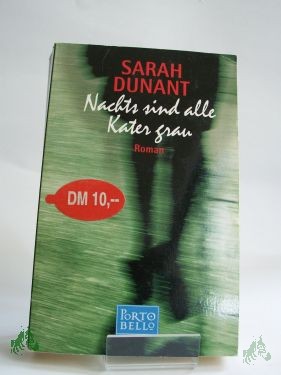 SARAH
DUNANT
Nachts sind alle
Kater grau
Roman
DM 10,--
PORTO
BELLO